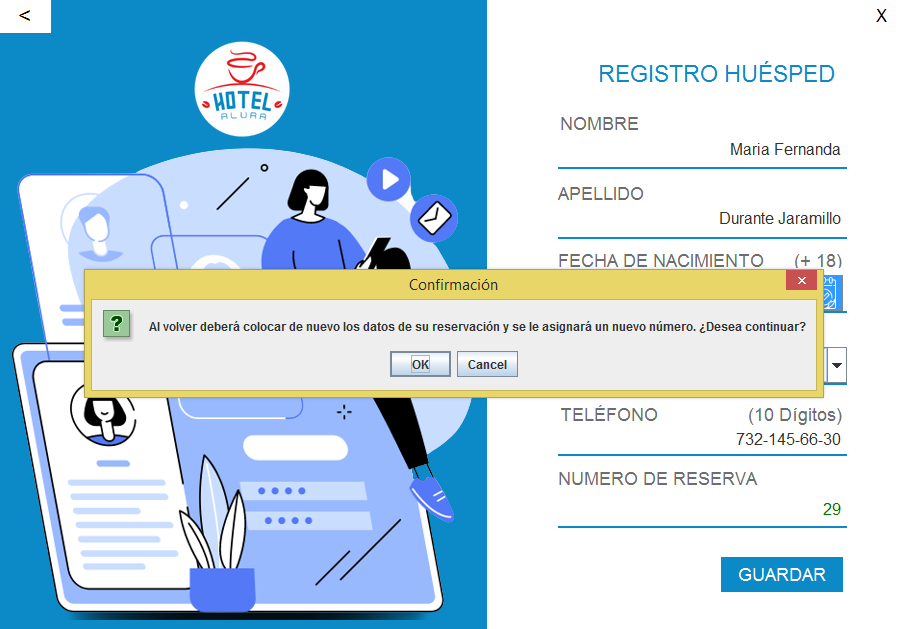 <
X
HOTEL
ALURA
REGISTRO HUÉSPED
NOMBRE
Maria Fernanda
APELLIDO
Durante Jaramillo
FECHA DE NACIMIENTO (+ 18)
Confirmación
×
? Al volver deberá colocar de nuevo los datos de su reservación y se le asignará un nuevo número. ¿Desea continuar?
OK Cancel
TELÉFONO (10 Dígitos)
732-145-66-30
NUMERO DE RESERVA
29
GUARDAR